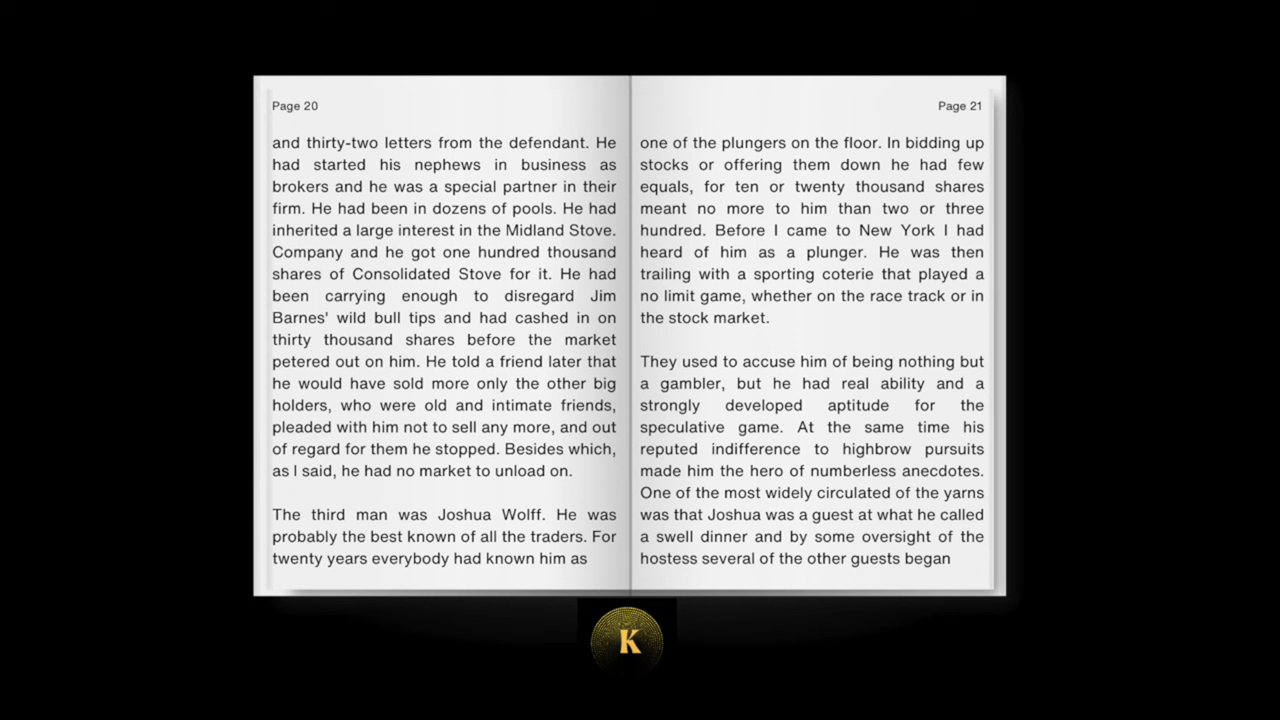 Page 20
and thirty-two letters from the defendant. He
had started his nephews in business as
brokers and he was a special partner in their
firm. He had been in dozens of pools. He had
inherited a large interest in the Midland Stove.
Company and he got one hundred thousand
shares of Consolidated Stove for it. He had
been carrying enough to disregard Jim
Barnes' wild bull tips and had cashed in on
thirty thousand shares before the market
petered out on him. He told a friend later that
he would have sold more only the other big
holders, who were old and intimate friends,
pleaded with him not to sell any more, and out
of regard for them he stopped. Besides which,
as I said, he had no market to unload on.
The third man was Joshua Wolff. He was
probably the best known of all the traders. For
twenty years everybody had known him as
Page 21
one of the plungers on the floor. In bidding up
stocks or offering them down he had few
equals, for ten or twenty thousand shares
meant no more to him than two or three
hundred. Before I came to New York I had
heard of him as a plunger. He was then
trailing with a sporting coterie that played a
no limit game, whether on the race track or in
the stock market.
They used to accuse him of being nothing but
a gambler, but he had real ability and a
strongly developed aptitude for the
speculative game. At the same time his
reputed indifference to highbrow pursuits
made him the hero of numberless anecdotes.
One of the most widely circulated of the yarns
was that Joshua was a guest at what he called
a swell dinner and by some oversight of the
hostess several of the other guests began
K